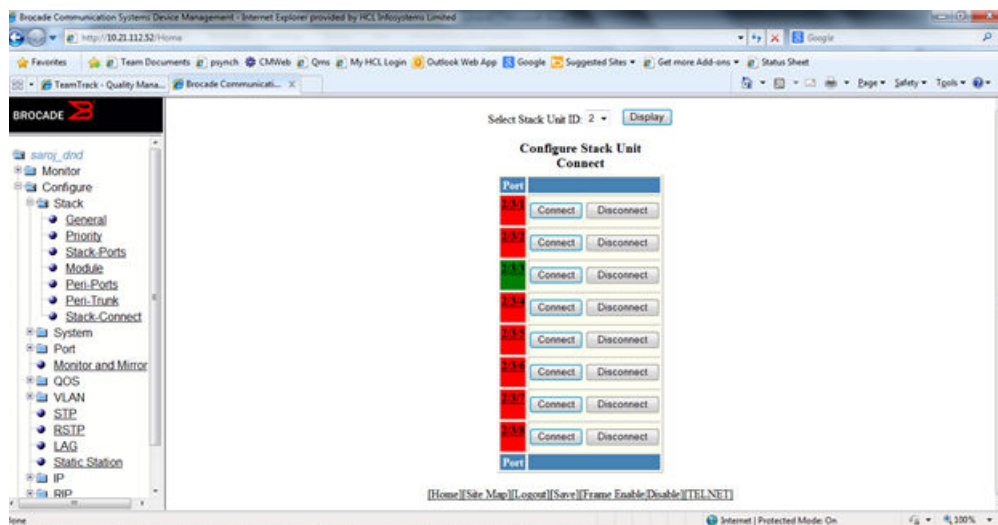 Brocade Communication Systems Device Management - Internet Explorer provided by HCL Infosystems Limited
http://10.21.112.52/Home
Google
Favorites Team Documents psynch CMWeb Qms My HCL Login Outlook Web App Google Suggested Sites Get more Add-ons Status Sheet
TeamTrack - Quality Mana... Brocade Communicati... X Page Safety Tools
BROCADE
saroj_dnd
Monitor
Configure
Stack
General
Priority
Stack-Ports
Module
Peri-Ports
Peri-Trunk
Stack-Connect
System
Port
Monitor and Mirror
QOS
VLAN
STP
RSTP
LAG
Static Station
IP
RIP
Select Stack Unit ID: 2 Display
Configure Stack Unit
Connect
Port
2/3/1 Connect Disconnect
2/3/2 Connect Disconnect
2/3/3 Connect Disconnect
2/3/4 Connect Disconnect
2/3/5 Connect Disconnect
2/3/6 Connect Disconnect
2/3/7 Connect Disconnect
2/3/8 Connect Disconnect
Port
[Home][Site Map][Logout][Save][Frame Enable|Disable][TELNET]
one Internet | Protected Mode: On 100%